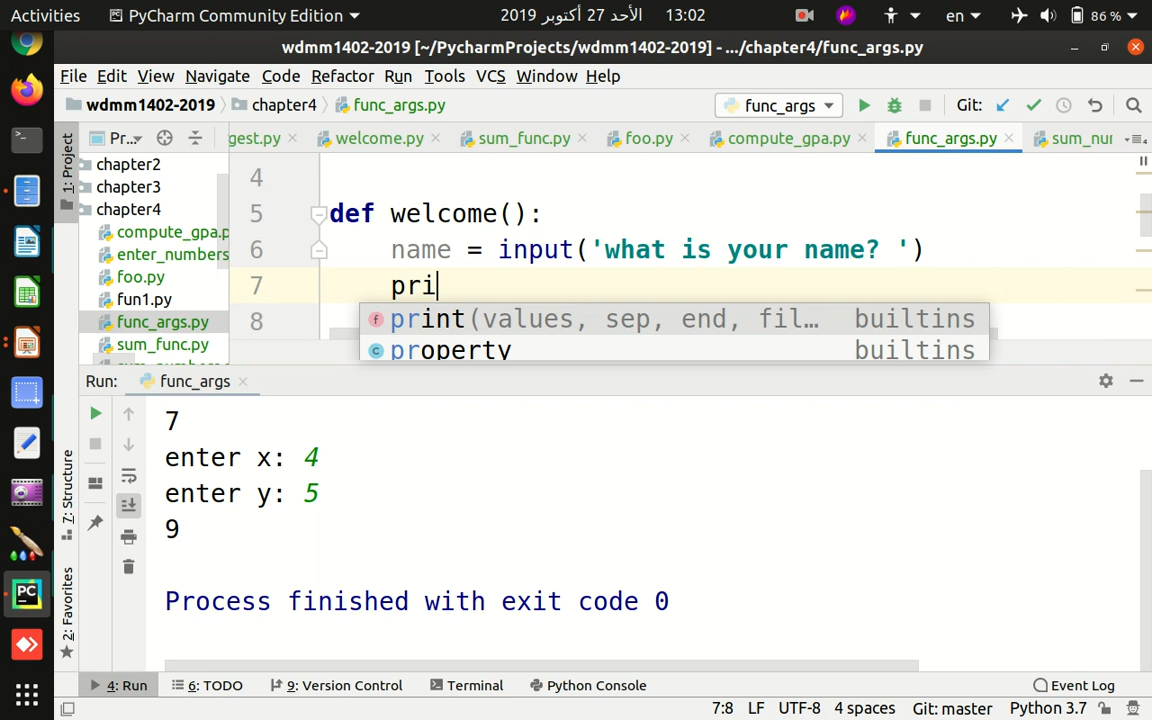 Activities PyCharm Community Edition الأحد 27 أكتوبر 2019 13:02 en 86 %
wdmm1402-2019 [~/PycharmProjects/wdmm1402-2019] - .../chapter4/func_args.py
File Edit View Navigate Code Refactor Run Tools VCS Window Help
wdmm1402-2019 chapter4 func_args.py func_args Git:
1: Project Pr... gest.py welcome.py sum_func.py foo.py compute_gpa.py func_args.py sum_nur
chapter2
chapter3
chapter4
compute_gpa.p
enter_numbers
foo.py
fun1.py
func_args.py
sum_func.py
4
5 def welcome():
6 name = input('what is your name? ')
7 pri
8
print(values, sep, end, fil... builtins
property builtins
Run: func_args
7
enter x: 4
enter y: 5
9
Process finished with exit code 0
7: Structure
2: Favorites
4: Run 6: TODO 9: Version Control Terminal Python Console Event Log
7:8 LF UTF-8 4 spaces Git: master Python 3.7